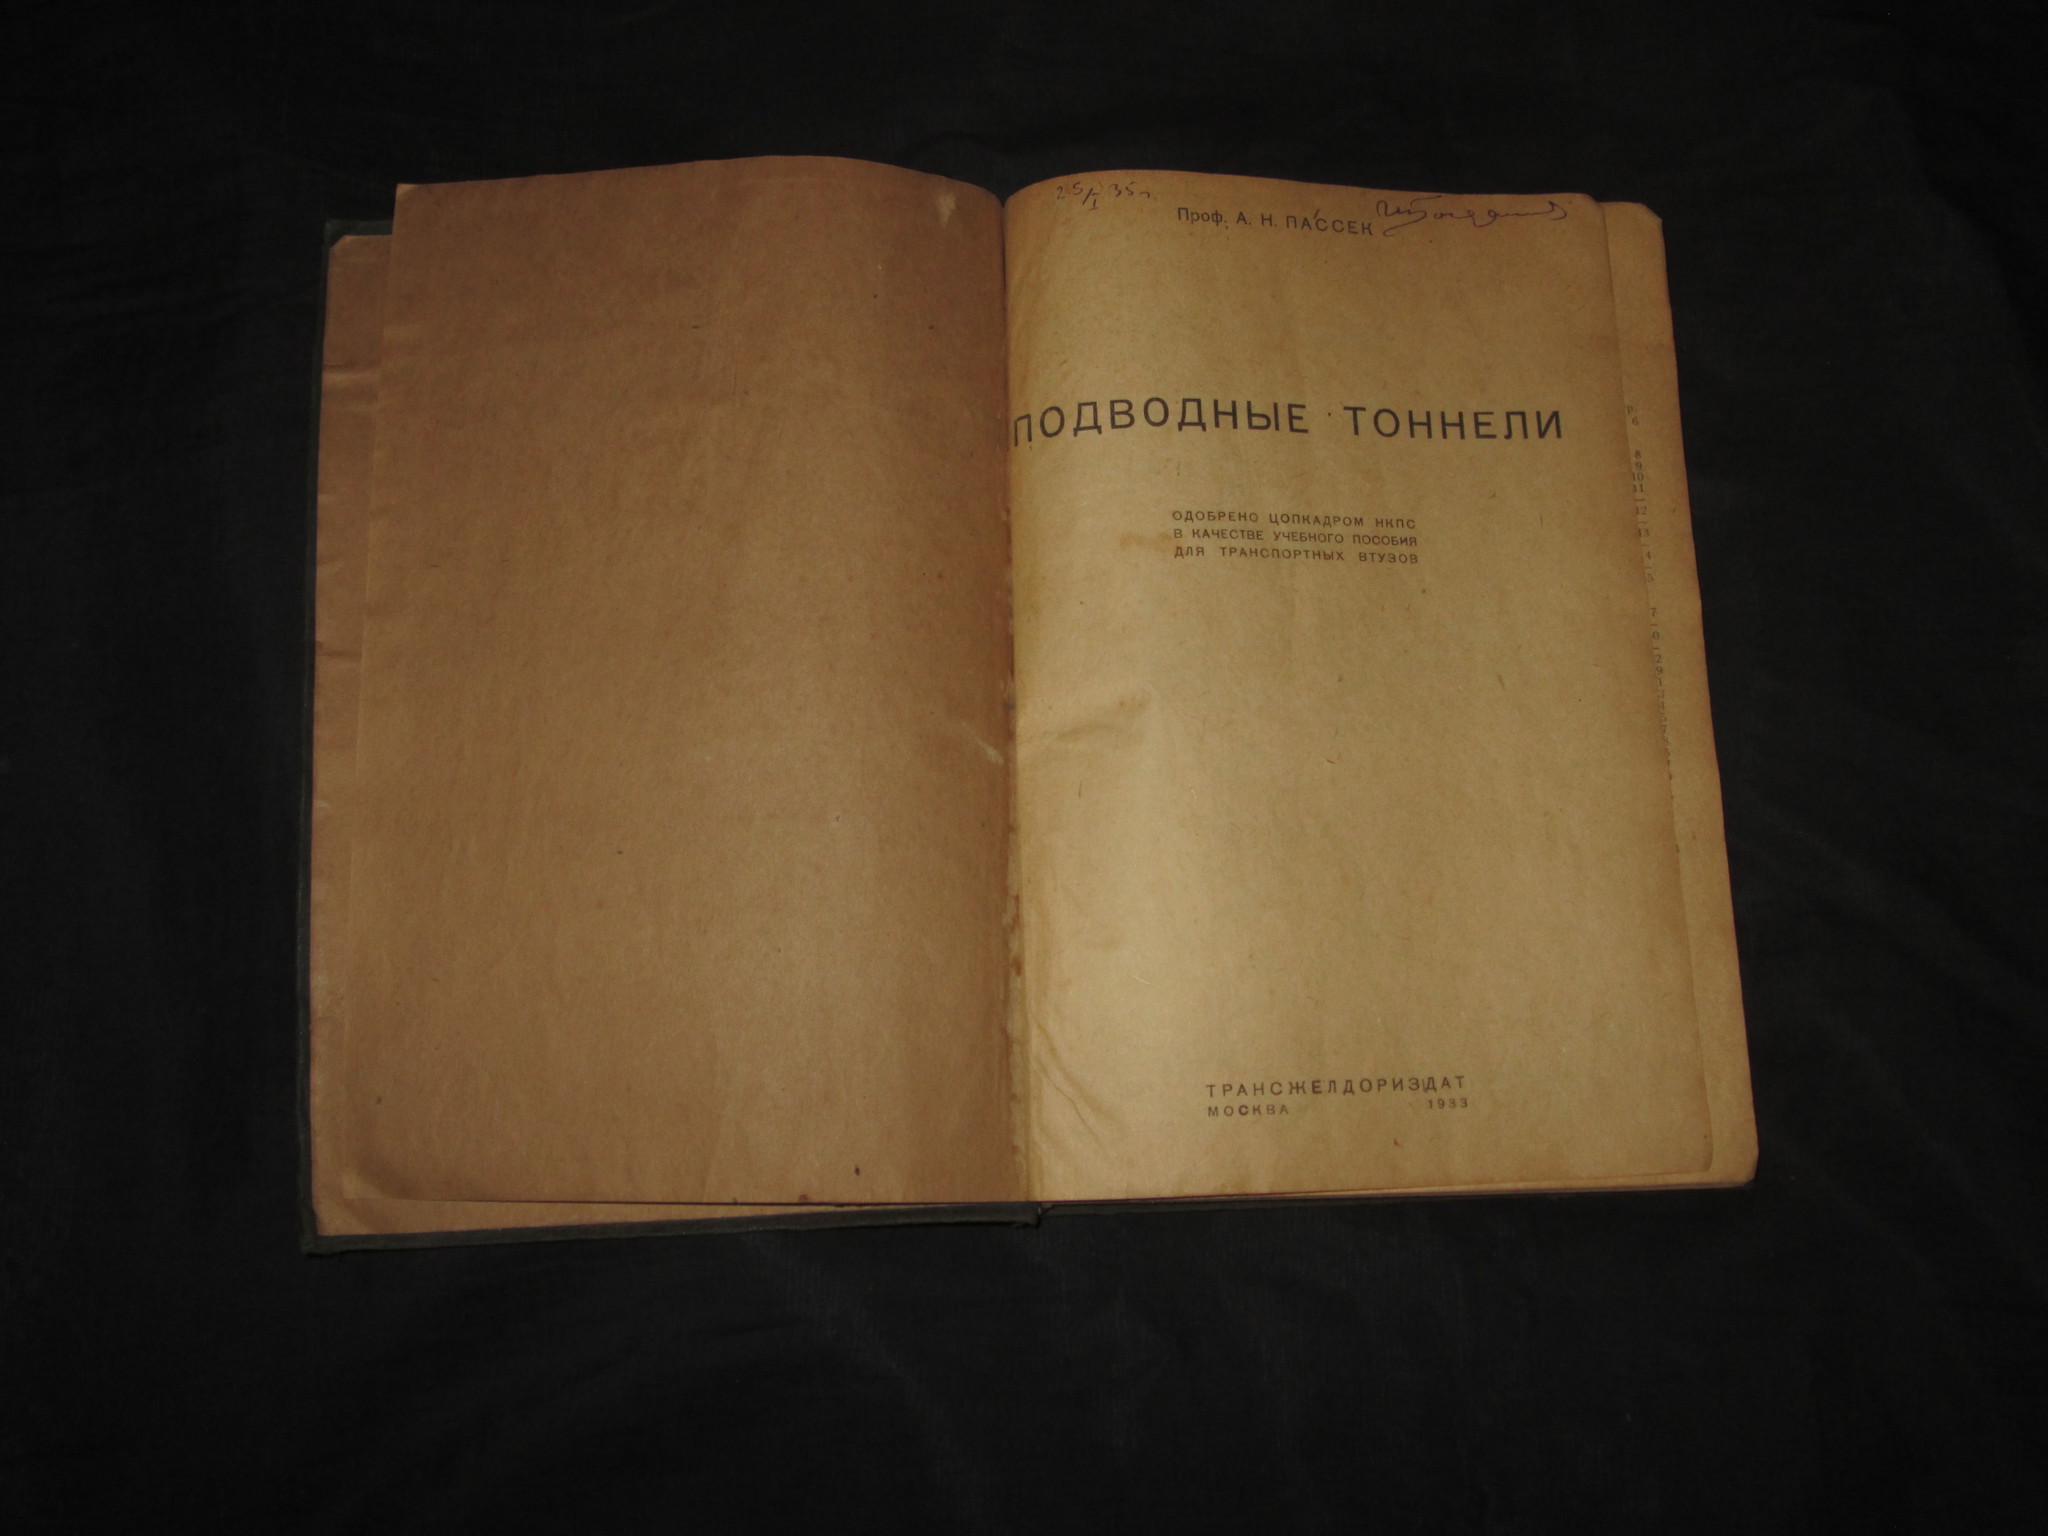 25/I 35 г.
Проф. А. Н. ПАССЕК
ПОДВОДНЫЕ ТОННЕЛИ
ОДОБРЕНО ЦОПКАДРОМ НКПС
В КАЧЕСТВЕ УЧЕБНОГО ПОСОБИЯ
ДЛЯ ТРАНСПОРТНЫХ ВТУЗОВ
ТРАНСЖЕЛДОРИЗДАТ
МОСКВА 1933